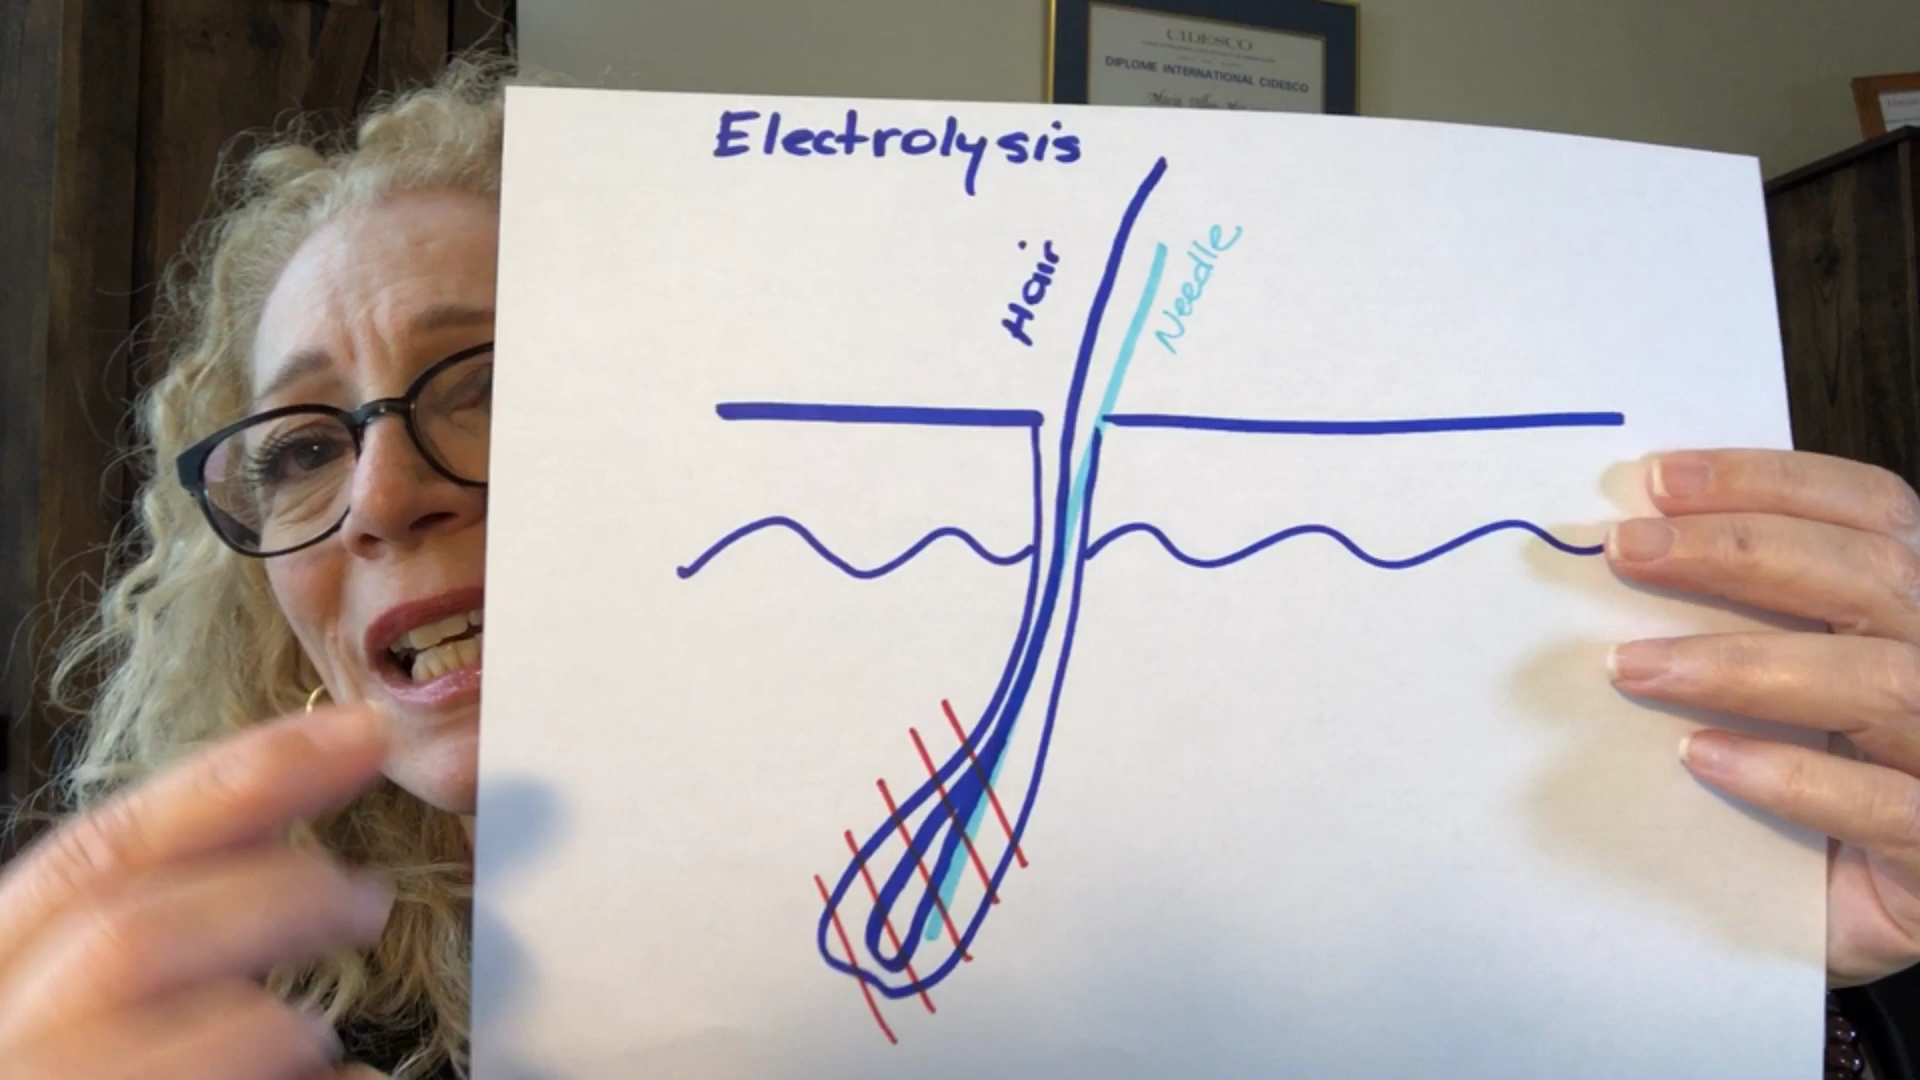 CIDESCO
DIPLOME INTERNATIONAL CIDESCO
Electrolysis
Hair
Needle